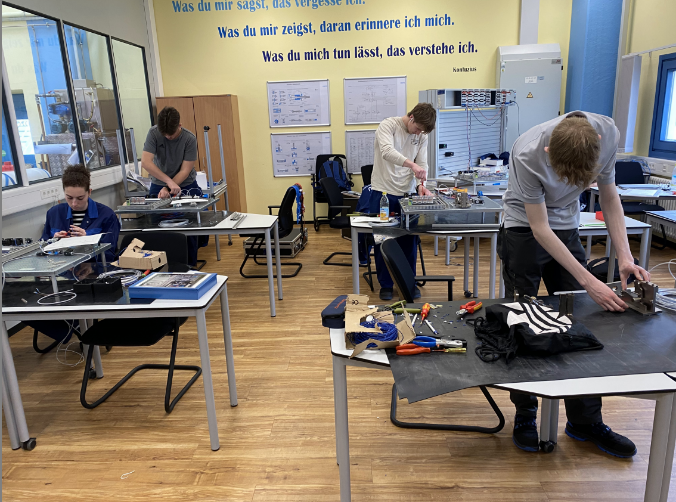 Was du mir sagst, das vergesse ich.
Was du mir zeigst, daran erinnere ich mich.
Was du mich tun lässt, das verstehe ich.
Konfuzius